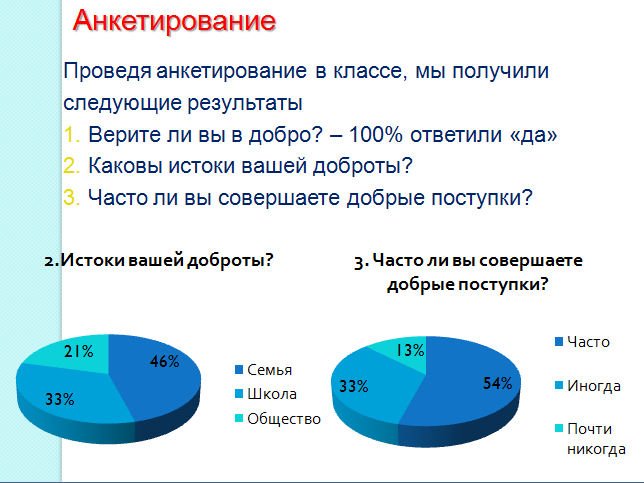 Анкетирование
Проведя анкетирование в классе, мы получили
следующие результаты
1. Верите ли вы в добро? – 100% ответили «да»
2. Каковы истоки вашей доброты?
3. Часто ли вы совершаете добрые поступки?
2.Истоки вашей доброты?
21%
46%
33%
Семья
Школа
Общество
3. Часто ли вы совершаете
добрые поступки?
13%
33%
54%
Часто
Иногда
Почти
никогда